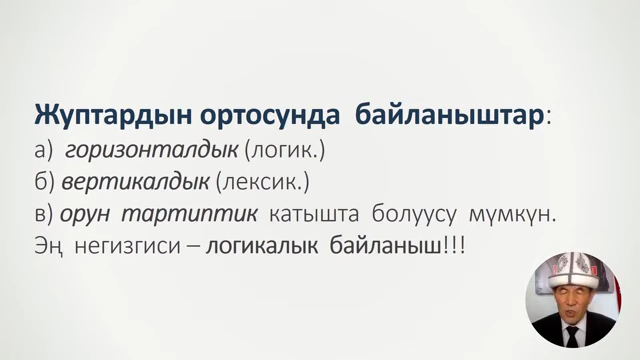 Жуптардын ортосунда байланыштар:
а) горизонталдык (логик.)
б) вертикалдык (лексик.)
в) орун тартиптик катышта болуусу мүмкүн.
Эң негизгиси – логикалык байланыш!!!